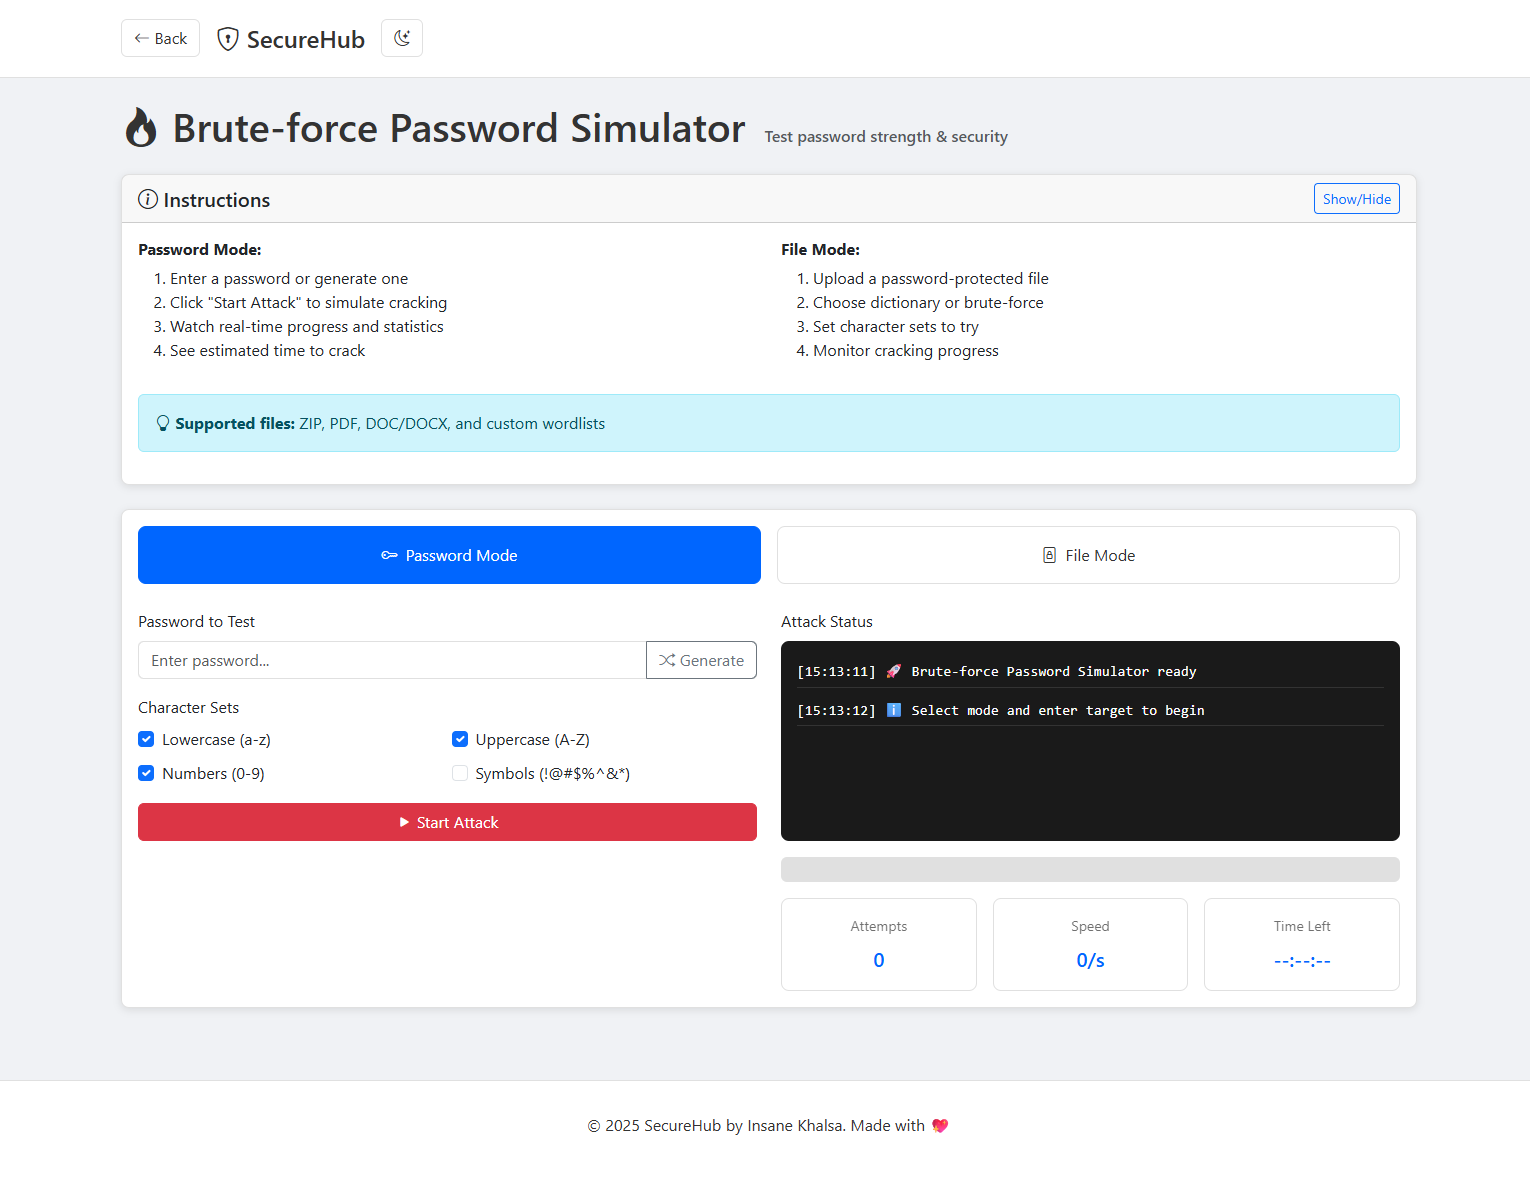 Back
SecureHub
Brute-force Password Simulator Test password strength & security
Instructions
Show/Hide
Password Mode:
1. Enter a password or generate one
2. Click "Start Attack" to simulate cracking
3. Watch real-time progress and statistics
4. See estimated time to crack
File Mode:
1. Upload a password-protected file
2. Choose dictionary or brute-force
3. Set character sets to try
4. Monitor cracking progress
Supported files: ZIP, PDF, DOC/DOCX, and custom wordlists
Password Mode
File Mode
Password to Test
Enter password...
Generate
Character Sets
Lowercase (a-z)
Uppercase (A-Z)
Numbers (0-9)
Symbols (!@#$%^&*)
Start Attack
Attack Status
[15:13:11] 🚀 Brute-force Password Simulator ready
[15:13:12] ℹ️ Select mode and enter target to begin
Attempts
0
Speed
0/s
Time Left
--:--:--
© 2025 SecureHub by Insane Khalsa. Made with 💖